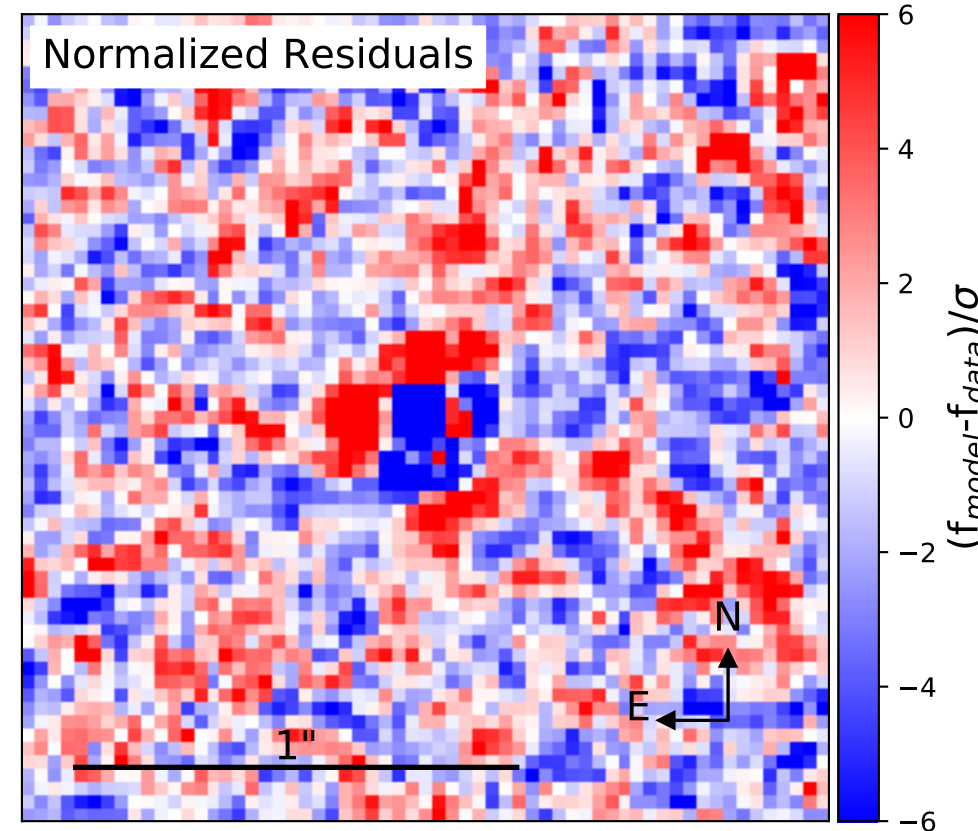 Normalized Residuals
6
4
2
0
−2
−4
−6
(f_model-f_data)/σ
N
E
1"